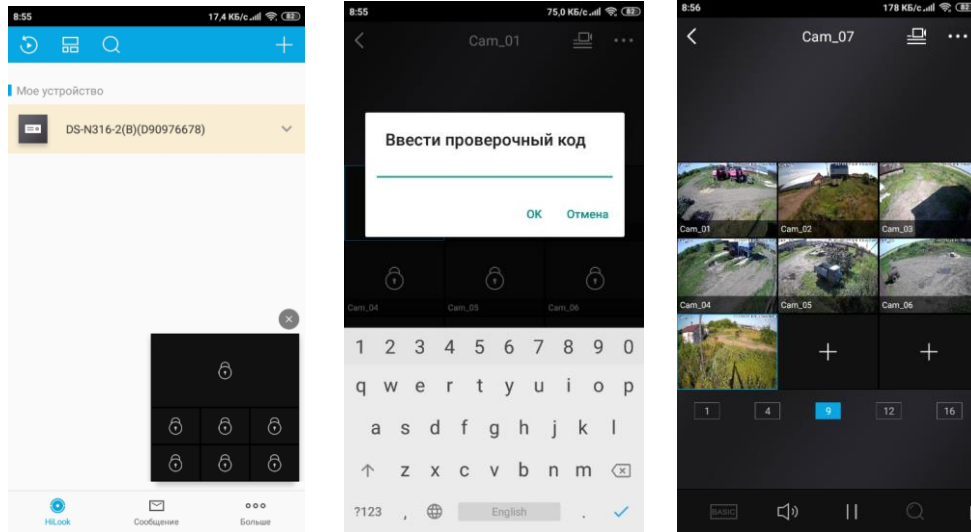 8:55 17,4 КБ/с 82
Мое устройство
DS-N316-2(B)(D90976678)
HiLook Сообщение Больше
8:55 75,0 КБ/с 82
Cam_01
Ввести проверочный код
OK Отмена
Cam_04 Cam_05 Cam_06
1 2 3 4 5 6 7 8 9 0
q w e r t y u i o p
a s d f g h j k l
z x c v b n m
?123 , English .
8:56 178 КБ/с 82
Cam_07
Cam_01 Cam_02 Cam_03
Cam_04 Cam_05 Cam_06
1 4 9 12 16
BASIC